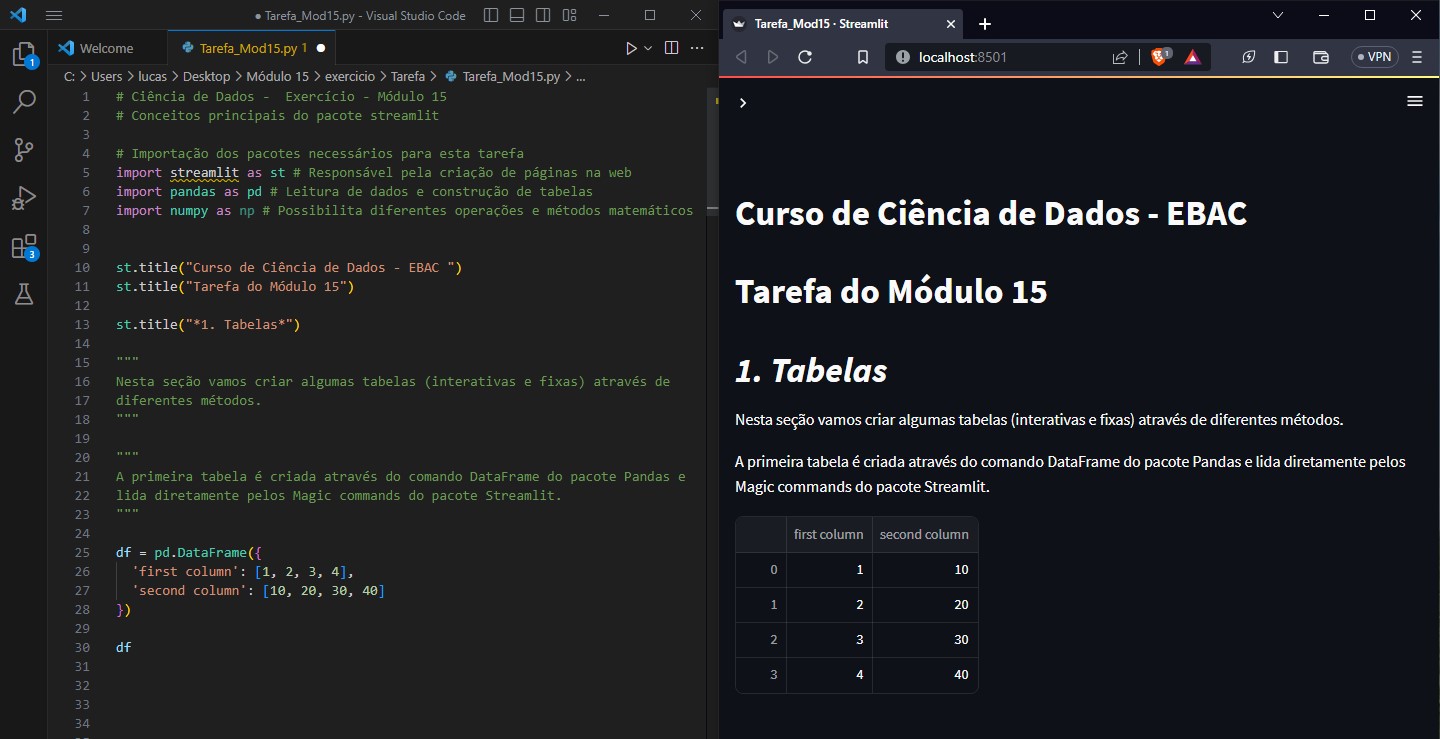 ● Tarefa_Mod15.py - Visual Studio Code
Welcome
Tarefa_Mod15.py 1 ●
C: > Users > lucas > Desktop > Módulo 15 > exercicio > Tarefa > Tarefa_Mod15.py > ...
1
3
1 # Ciência de Dados -  Exercício - Módulo 15
2 # Conceitos principais do pacote streamlit
3
4 # Importação dos pacotes necessários para esta tarefa
5 import streamlit as st # Responsável pela criação de páginas na web
6 import pandas as pd # Leitura de dados e construção de tabelas
7 import numpy as np # Possibilita diferentes operações e métodos matemáticos
8
9
10 st.title("Curso de Ciência de Dados - EBAC ")
11 st.title("Tarefa do Módulo 15")
12
13 st.title("*1. Tabelas*")
14
15 """
16 Nesta seção vamos criar algumas tabelas (interativas e fixas) através de
17 diferentes métodos.
18 """
19
20 """
21 A primeira tabela é criada através do comando DataFrame do pacote Pandas e
22 lida diretamente pelos Magic commands do pacote Streamlit.
23 """
24
25 df = pd.DataFrame({
26   'first column': [1, 2, 3, 4],
27   'second column': [10, 20, 30, 40]
28 })
29
30 df
31
32
33
34
Tarefa_Mod15 · Streamlit
localhost:8501
1
VPN
Curso de Ciência de Dados - EBAC
Tarefa do Módulo 15
1. Tabelas
Nesta seção vamos criar algumas tabelas (interativas e fixas) através de diferentes métodos.
A primeira tabela é criada através do comando DataFrame do pacote Pandas e lida diretamente pelos
Magic commands do pacote Streamlit.
first column second column
0 1 10
1 2 20
2 3 30
3 4 40